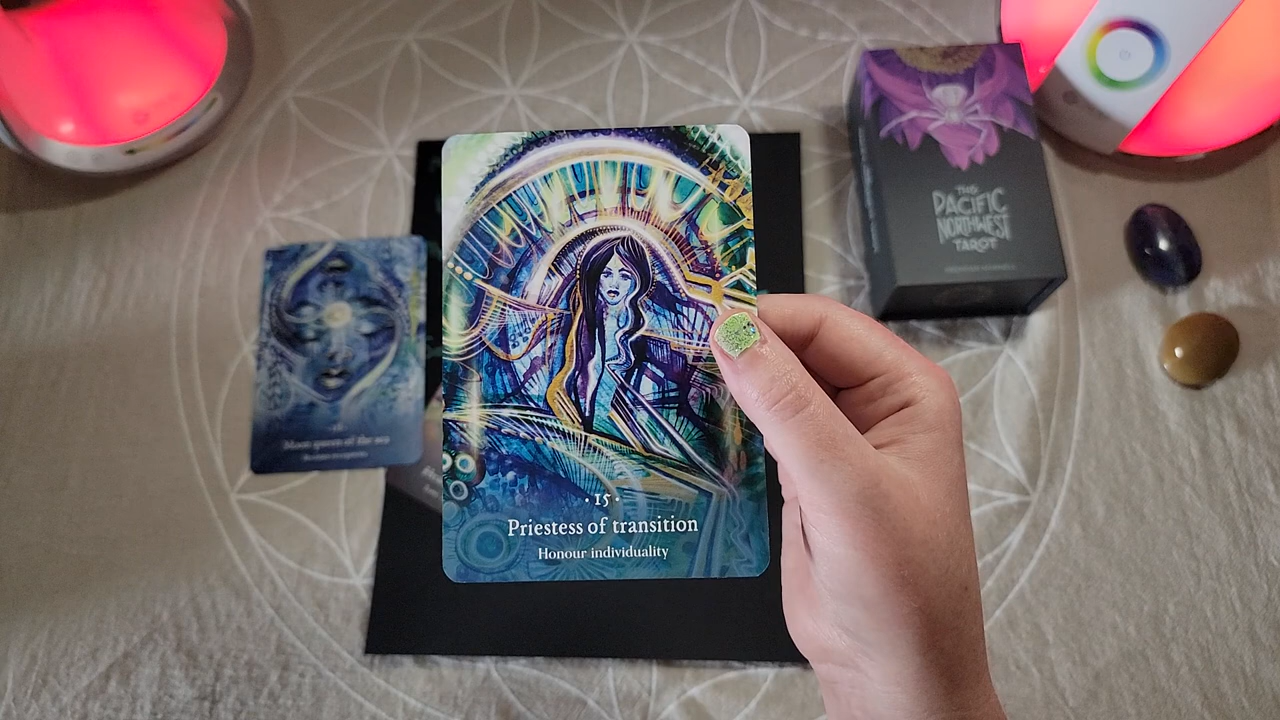 THE
PACIFIC
NORTHWEST
TAROT
Moon queen of the sea
· 15 ·
Priestess of transition
Honour individuality